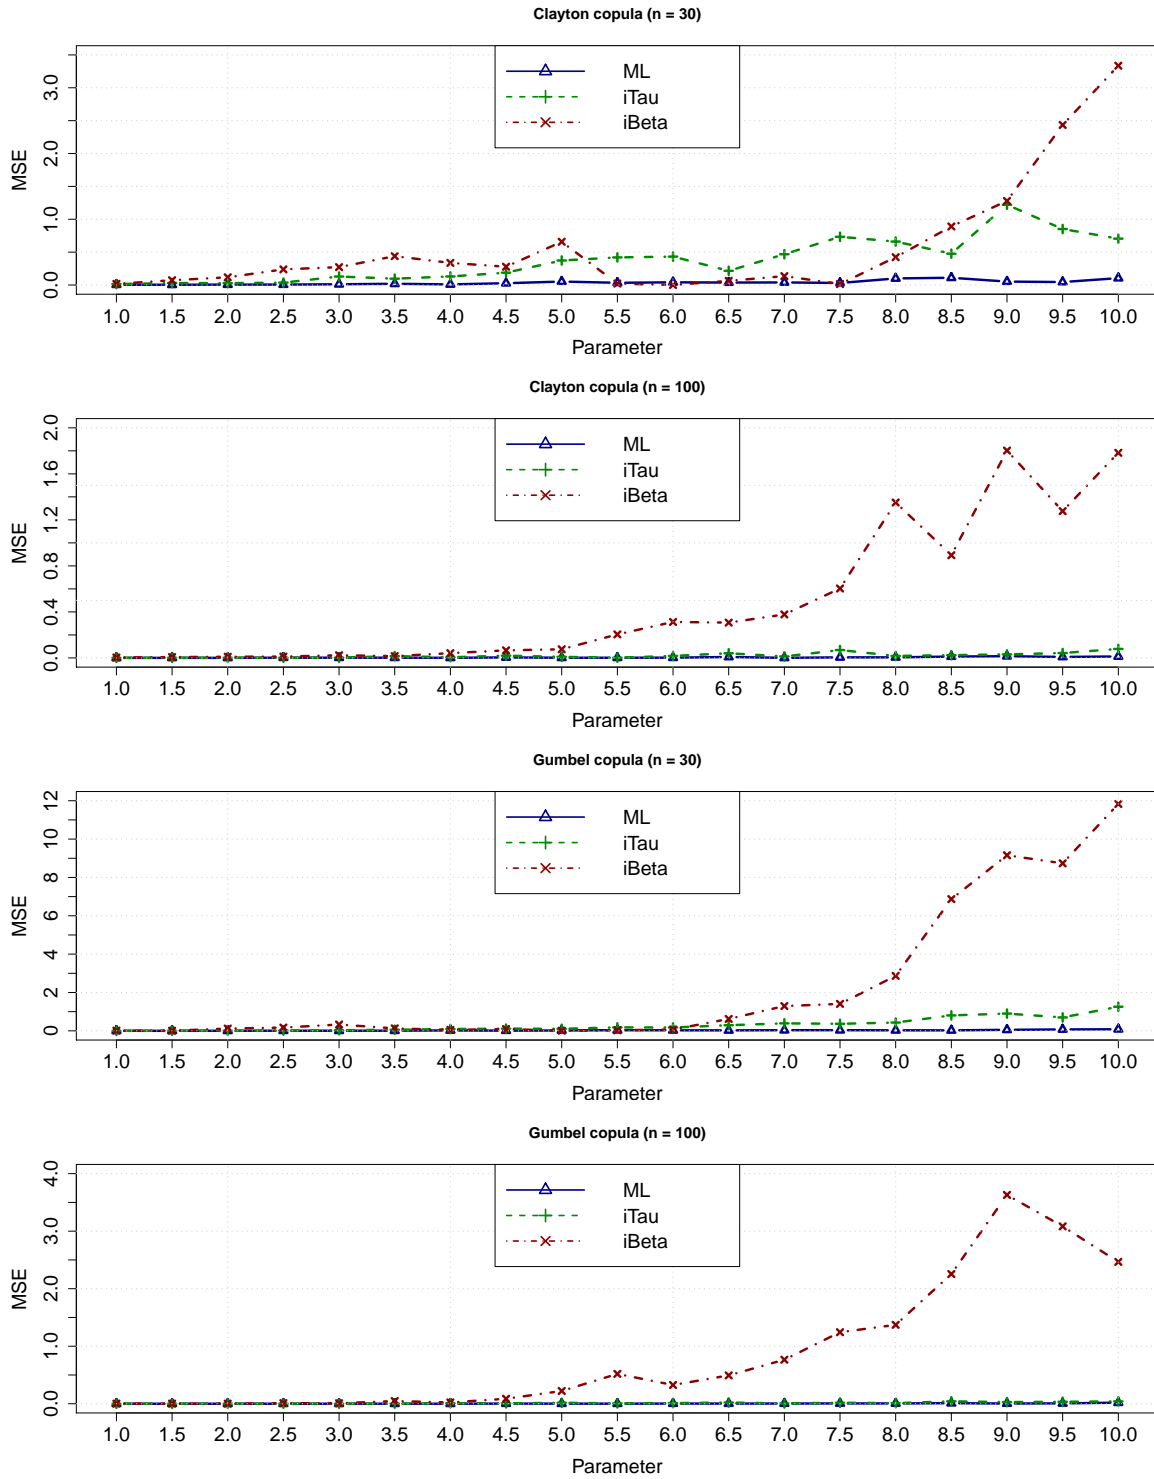 Clayton copula (n = 30)
ML
iTau
iBeta
MSE
0.0 1.0 2.0 3.0
1.0 1.5 2.0 2.5 3.0 3.5 4.0 4.5 5.0 5.5 6.0 6.5 7.0 7.5 8.0 8.5 9.0 9.5 10.0
Parameter
Clayton copula (n = 100)
ML
iTau
iBeta
MSE
0.0 0.4 0.8 1.2 1.6 2.0
1.0 1.5 2.0 2.5 3.0 3.5 4.0 4.5 5.0 5.5 6.0 6.5 7.0 7.5 8.0 8.5 9.0 9.5 10.0
Parameter
Gumbel copula (n = 30)
ML
iTau
iBeta
MSE
0 2 4 6 8 10 12
1.0 1.5 2.0 2.5 3.0 3.5 4.0 4.5 5.0 5.5 6.0 6.5 7.0 7.5 8.0 8.5 9.0 9.5 10.0
Parameter
Gumbel copula (n = 100)
ML
iTau
iBeta
MSE
0.0 1.0 2.0 3.0 4.0
1.0 1.5 2.0 2.5 3.0 3.5 4.0 4.5 5.0 5.5 6.0 6.5 7.0 7.5 8.0 8.5 9.0 9.5 10.0
Parameter